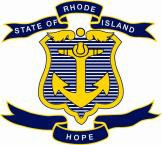 STATE OF RHODE ISLAND
HOPE